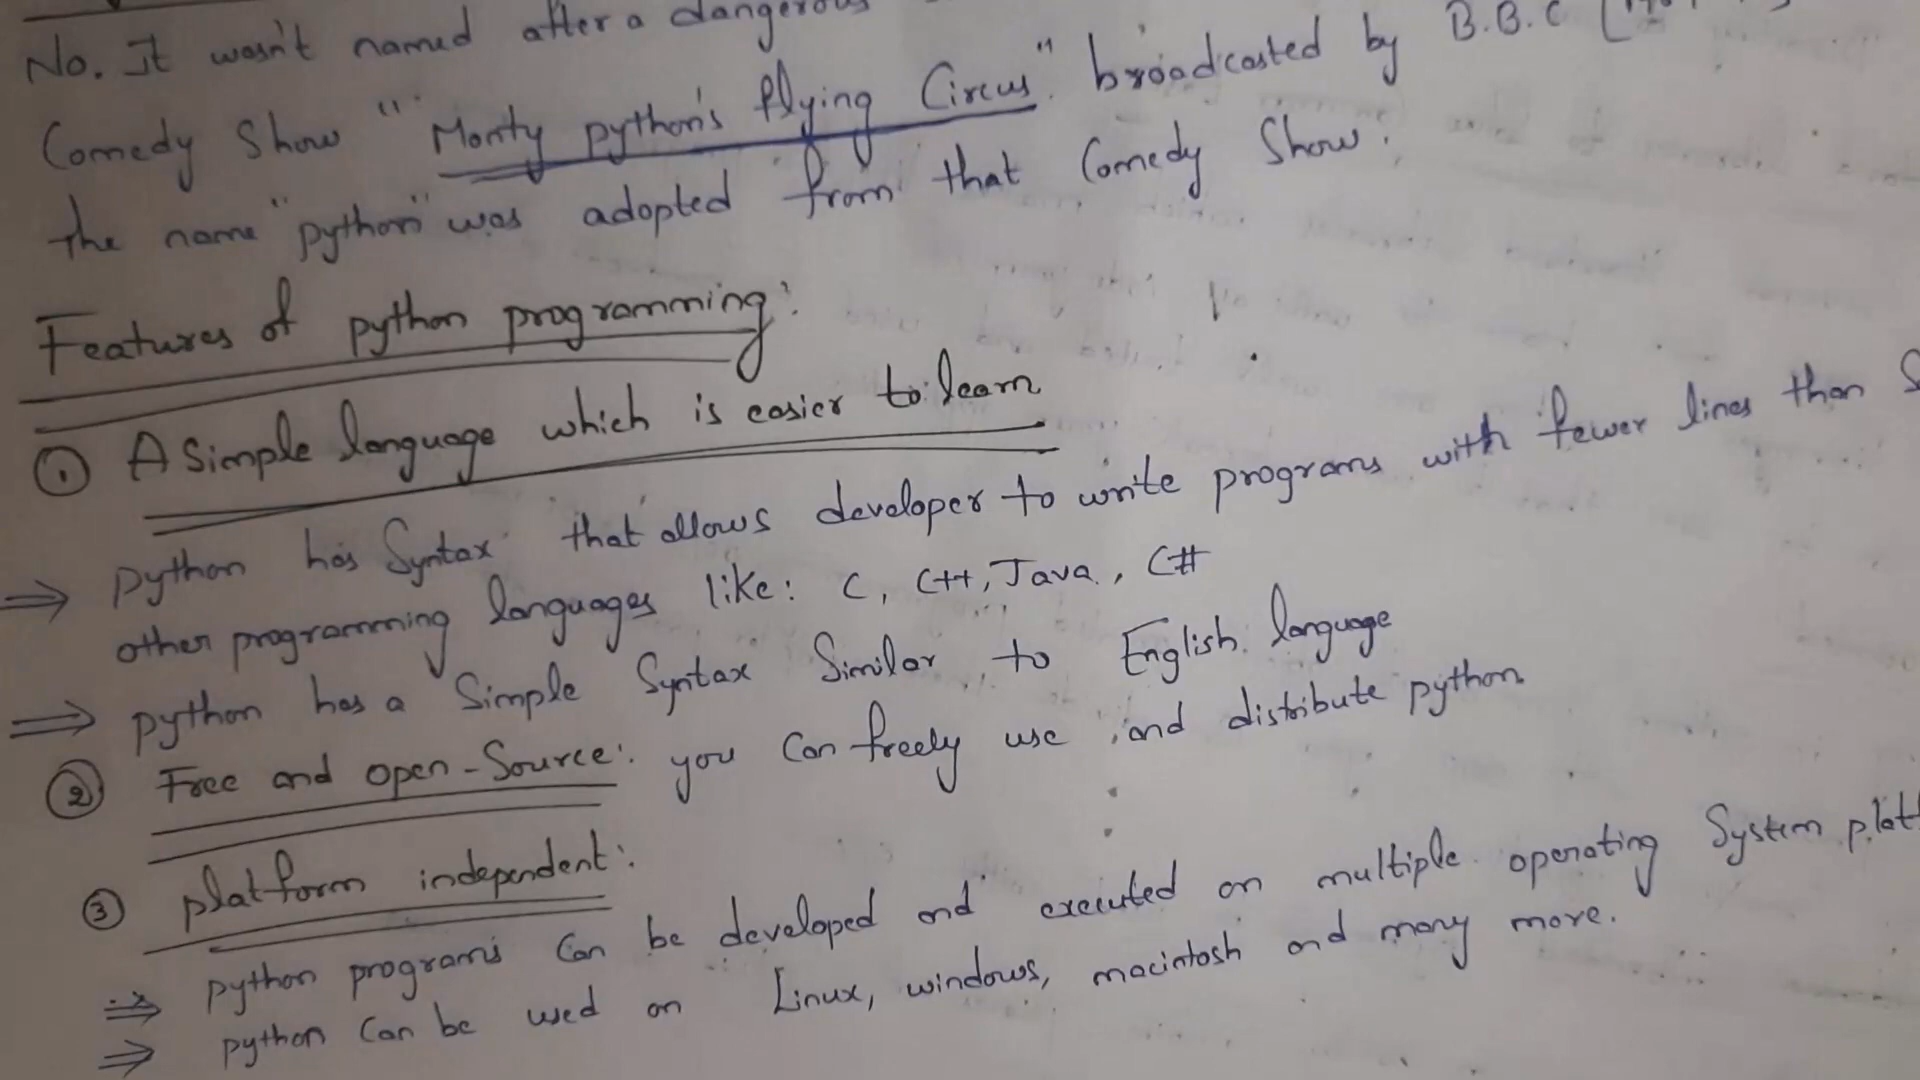 No. It wasn't named after a dangerous
Comedy Show "Monty python's flying Circus" broadcasted by B.B.C
the name "python" was adopted from that Comedy Show.
Features of python programming:
① A Simple language which is easier to learn
⇒ python has Syntax that allows developer to write programs with fewer lines than
other programming languages like: C, C++, Java, C#
⇒ python has a Simple Syntax Similar to English language
② Free and open-Source: you Can freely use and distribute python
③ platform independent:
⇒ python programs Can be developed and executed on multiple operating System plat
⇒ python Can be used on Linux, windows, macintosh and many more.